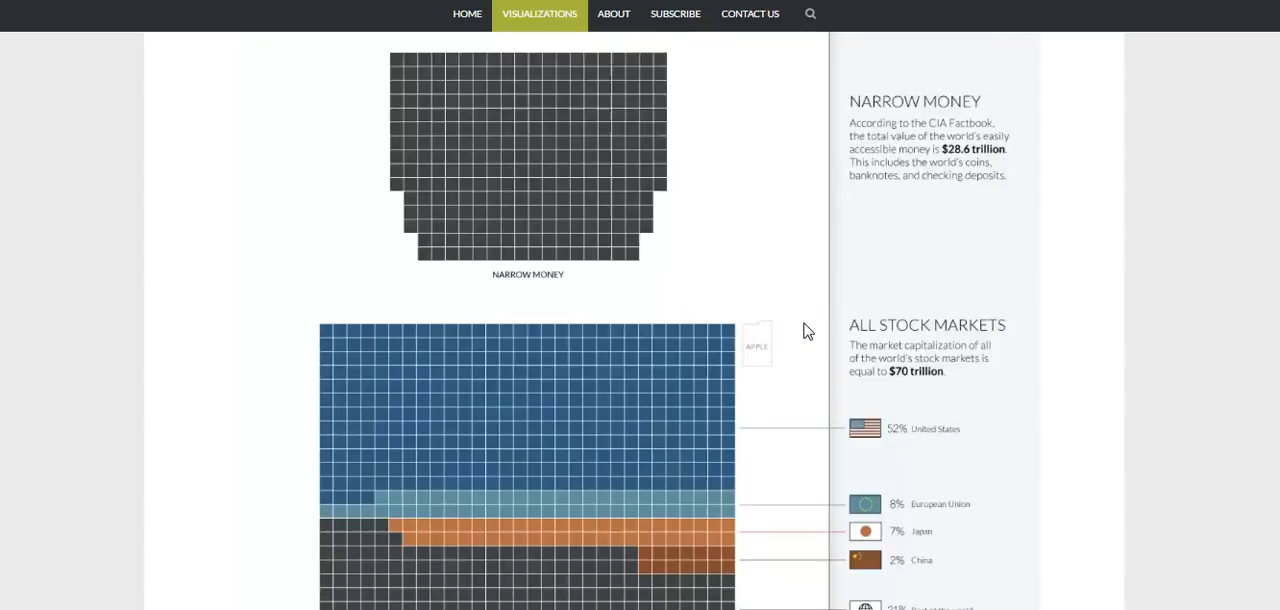 HOME VISUALIZATIONS ABOUT SUBSCRIBE CONTACT US
NARROW MONEY
According to the CIA Factbook,
the total value of the world's easily
accessible money is $28.6 trillion.
This includes the world's coins,
banknotes, and checking deposits.
NARROW MONEY
ALL STOCK MARKETS
The market capitalization of all
of the world's stock markets is
equal to $70 trillion.
APPLE
52% United States
8% European Union
7% Japan
2% China